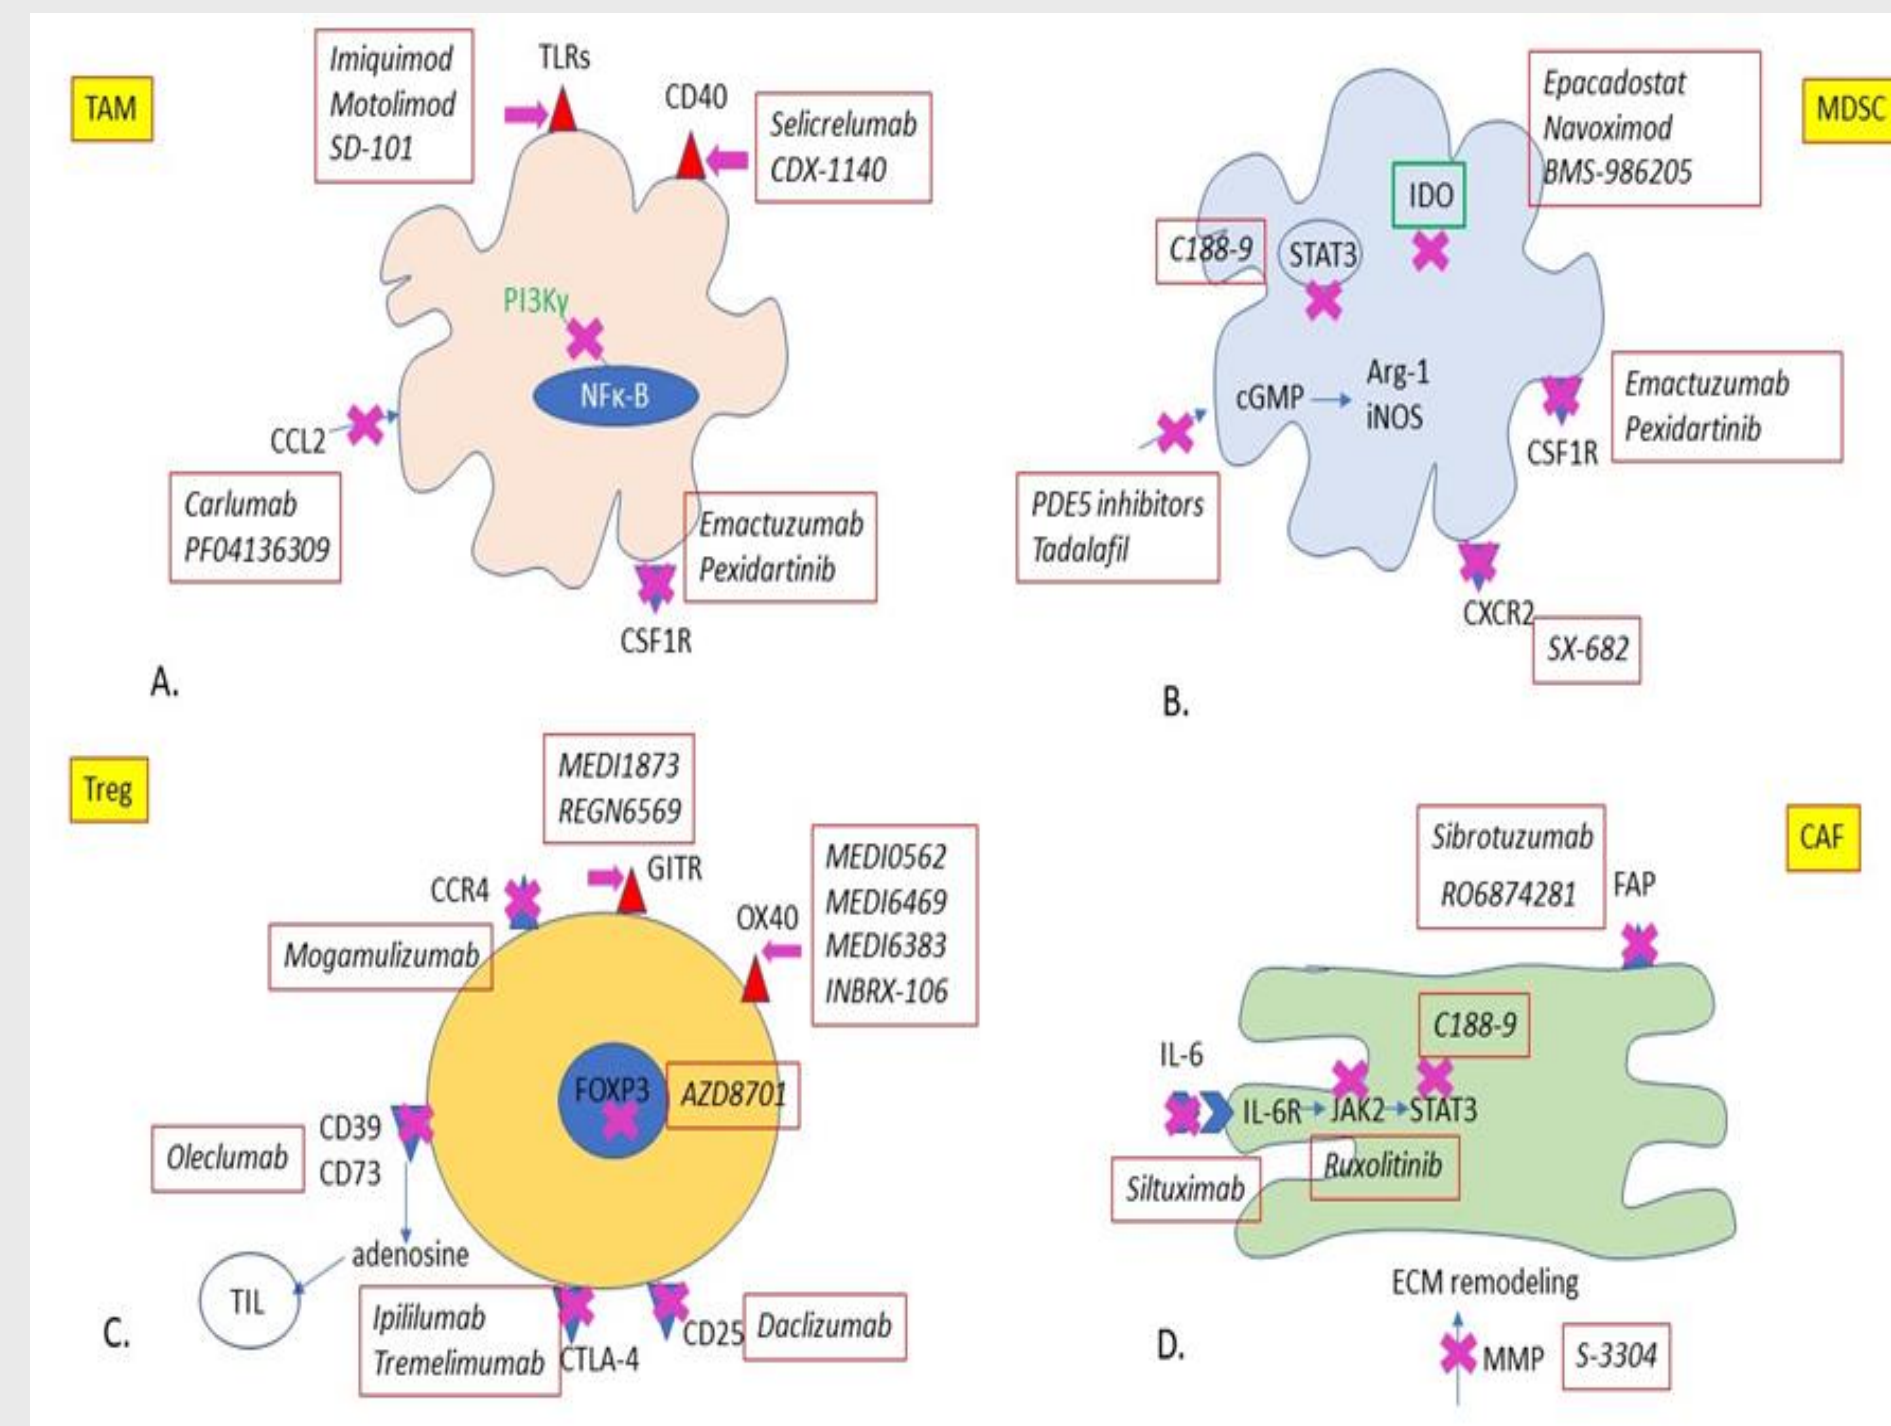 TAM
Imiquimod
Motolimod
SD-101
TLRs
CD40
Selicrelumab
CDX-1140
PI3Kγ
NFκ-B
CCL2
Carlumab
PF04136309
Emactuzumab
Pexidartinib
CSF1R
A.
MDSC
Epacadostat
Navoximod
BMS-986205
IDO
C188-9
STAT3
cGMP
Arg-1
iNOS
Emactuzumab
Pexidartinib
CSF1R
PDE5 inhibitors
Tadalafil
CXCR2
SX-682
B.
Treg
MEDI1873
REGN6569
GITR
CCR4
Mogamulizumab
OX40
MEDI0562
MEDI6469
MEDI6383
INBRX-106
FOXP3
AZD8701
CD39
CD73
Oleclumab
adenosine
TIL
Ipililumab
Tremelimumab
CTLA-4
CD25
Daclizumab
C.
CAF
Sibrotuzumab
RO6874281
FAP
C188-9
IL-6
IL-6R
JAK2
STAT3
Ruxolitinib
Siltuximab
ECM remodeling
MMP
S-3304
D.